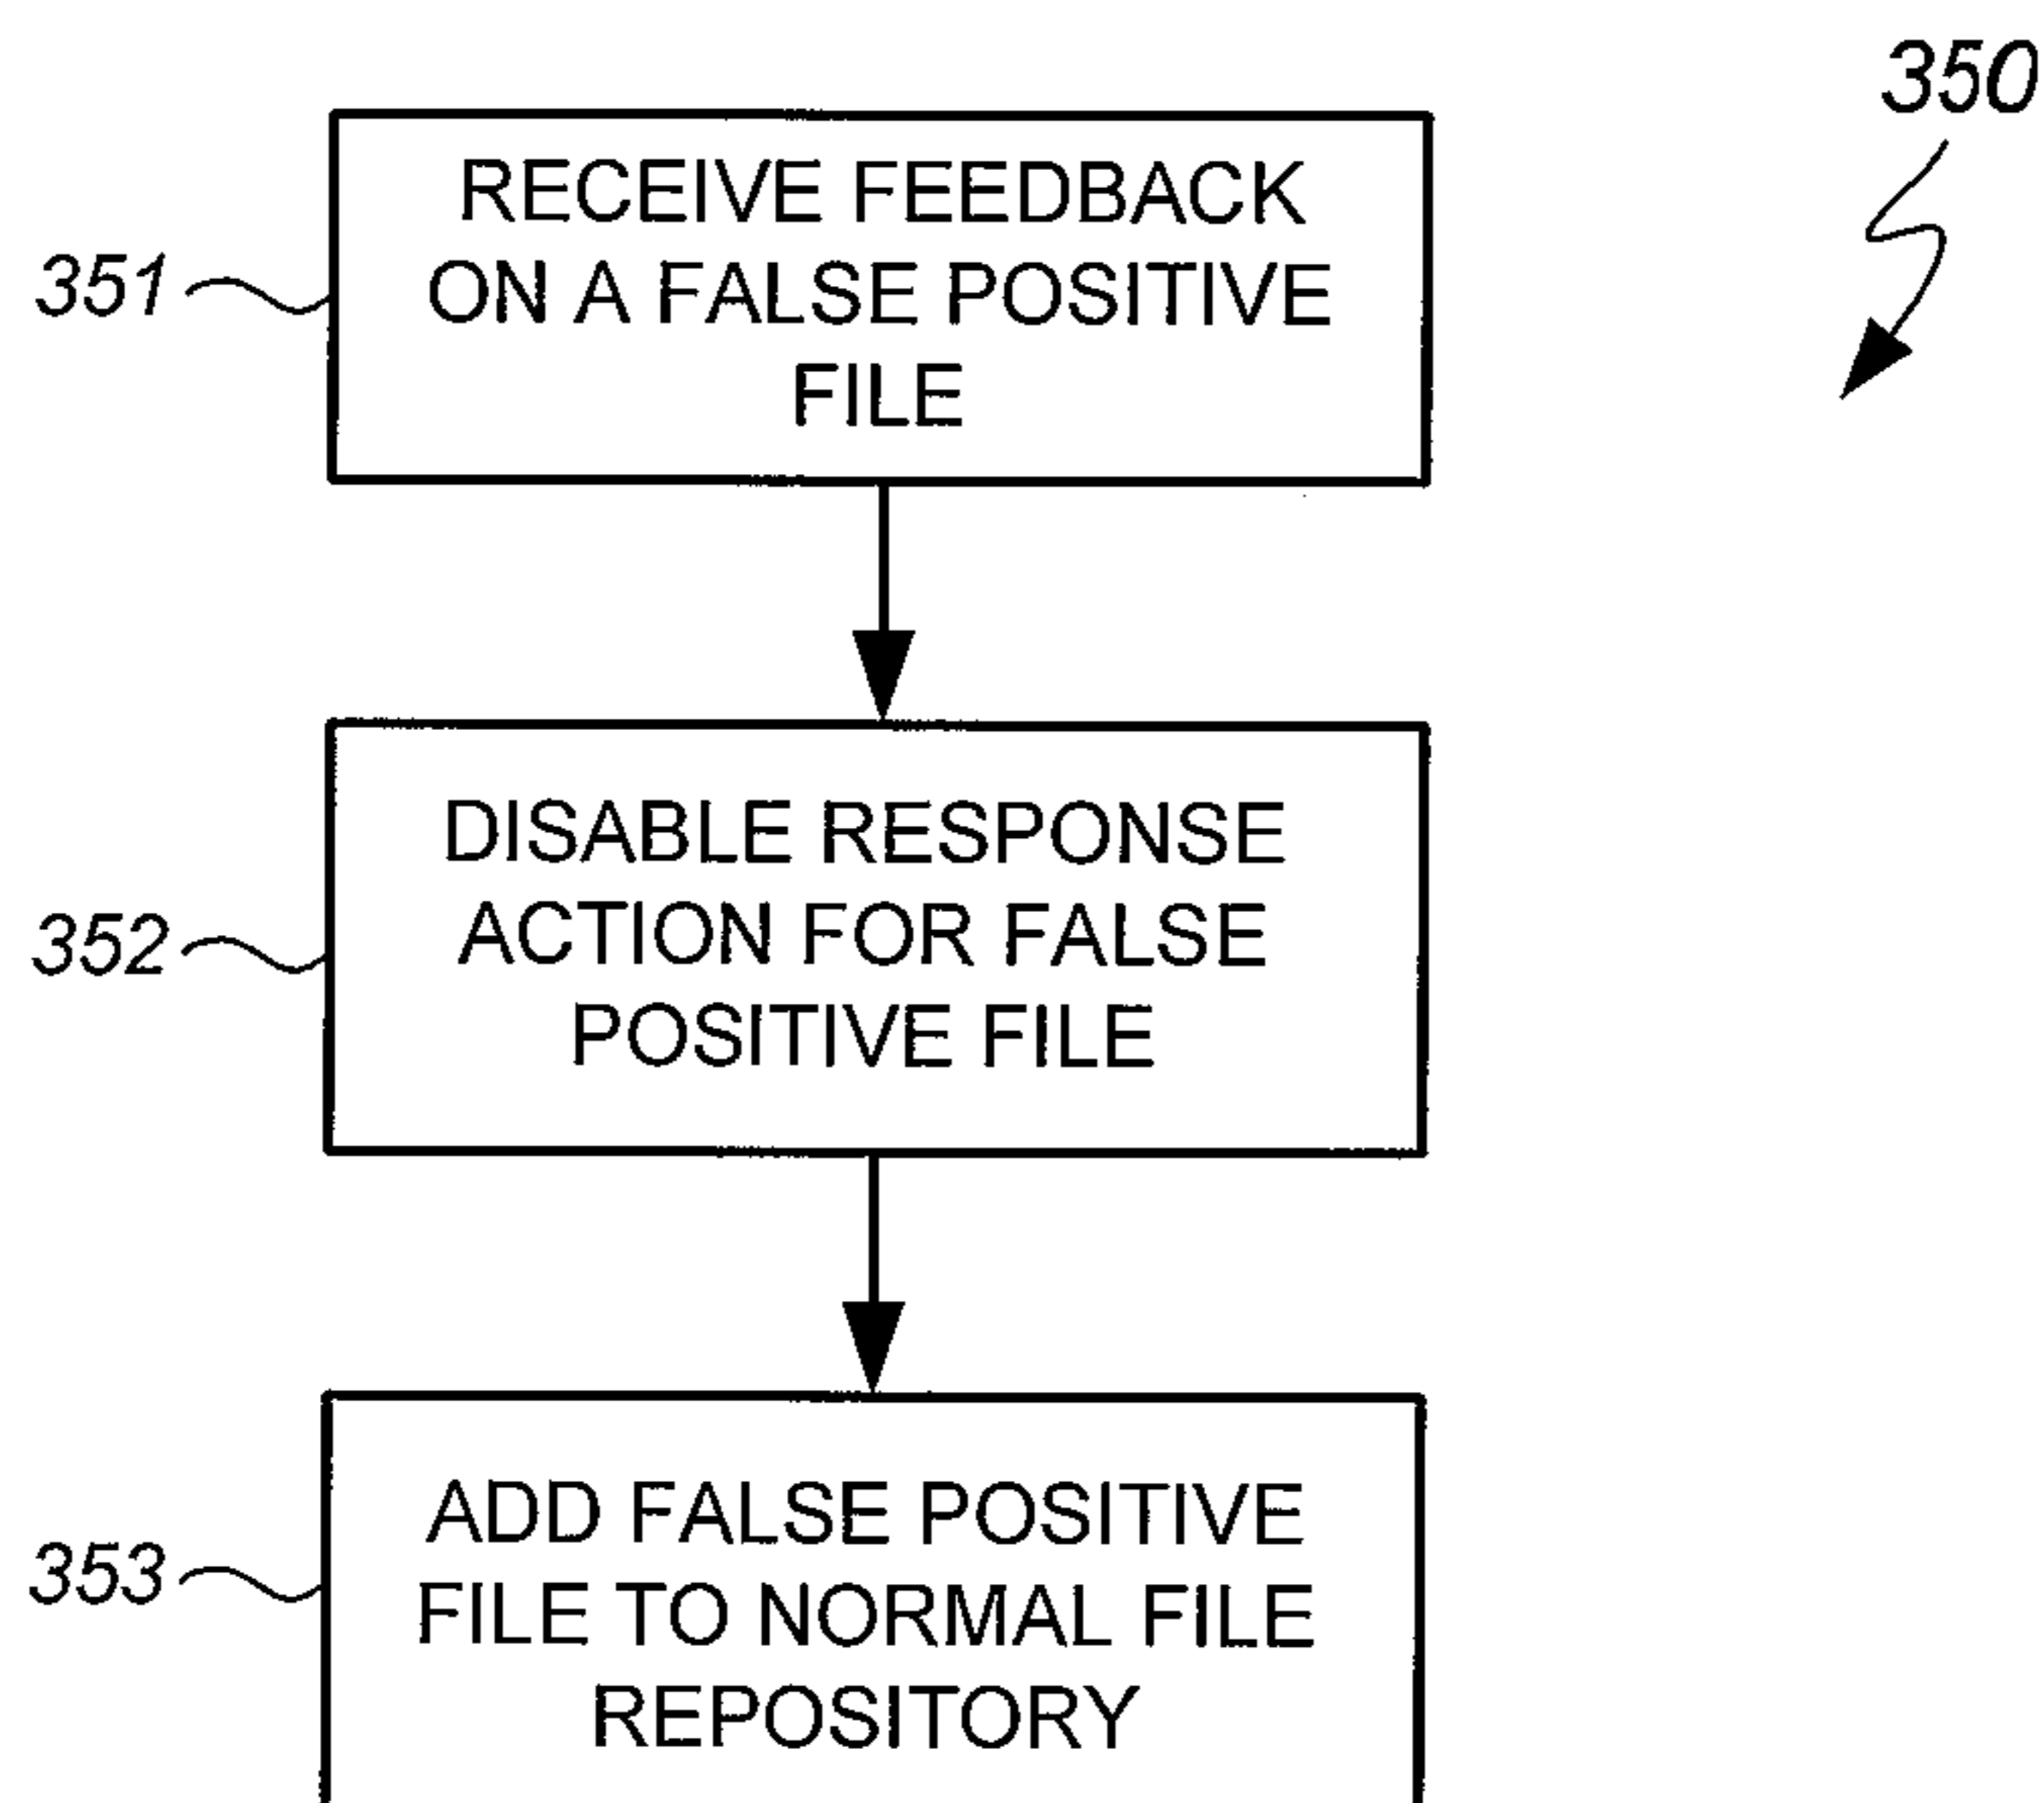 350
RECEIVE FEEDBACK
ON A FALSE POSITIVE
FILE
351
DISABLE RESPONSE
ACTION FOR FALSE
POSITIVE FILE
352
ADD FALSE POSITIVE
FILE TO NORMAL FILE
REPOSITORY
353